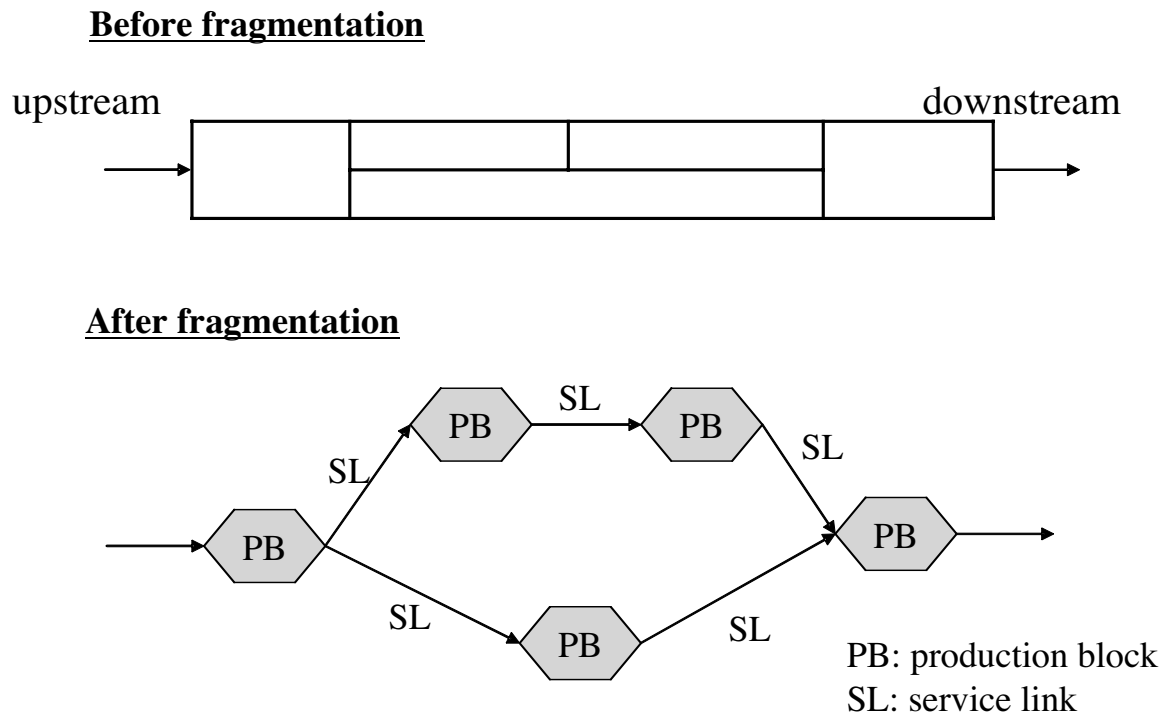 Before fragmentation
upstream
downstream
After fragmentation
PB
SL
PB
SL
SL
PB
PB
SL
PB
SL
PB: production block
SL: service link